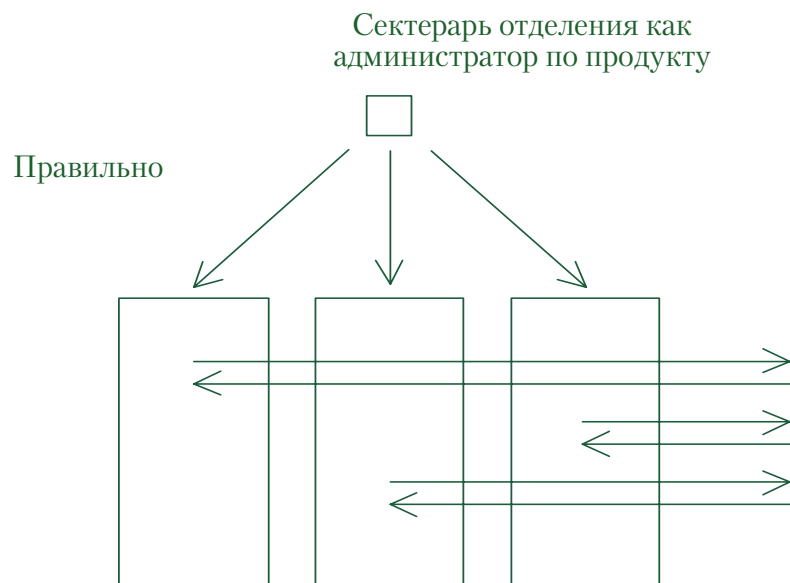 Сектерарь отделения как
администратор по продукту
Правильно